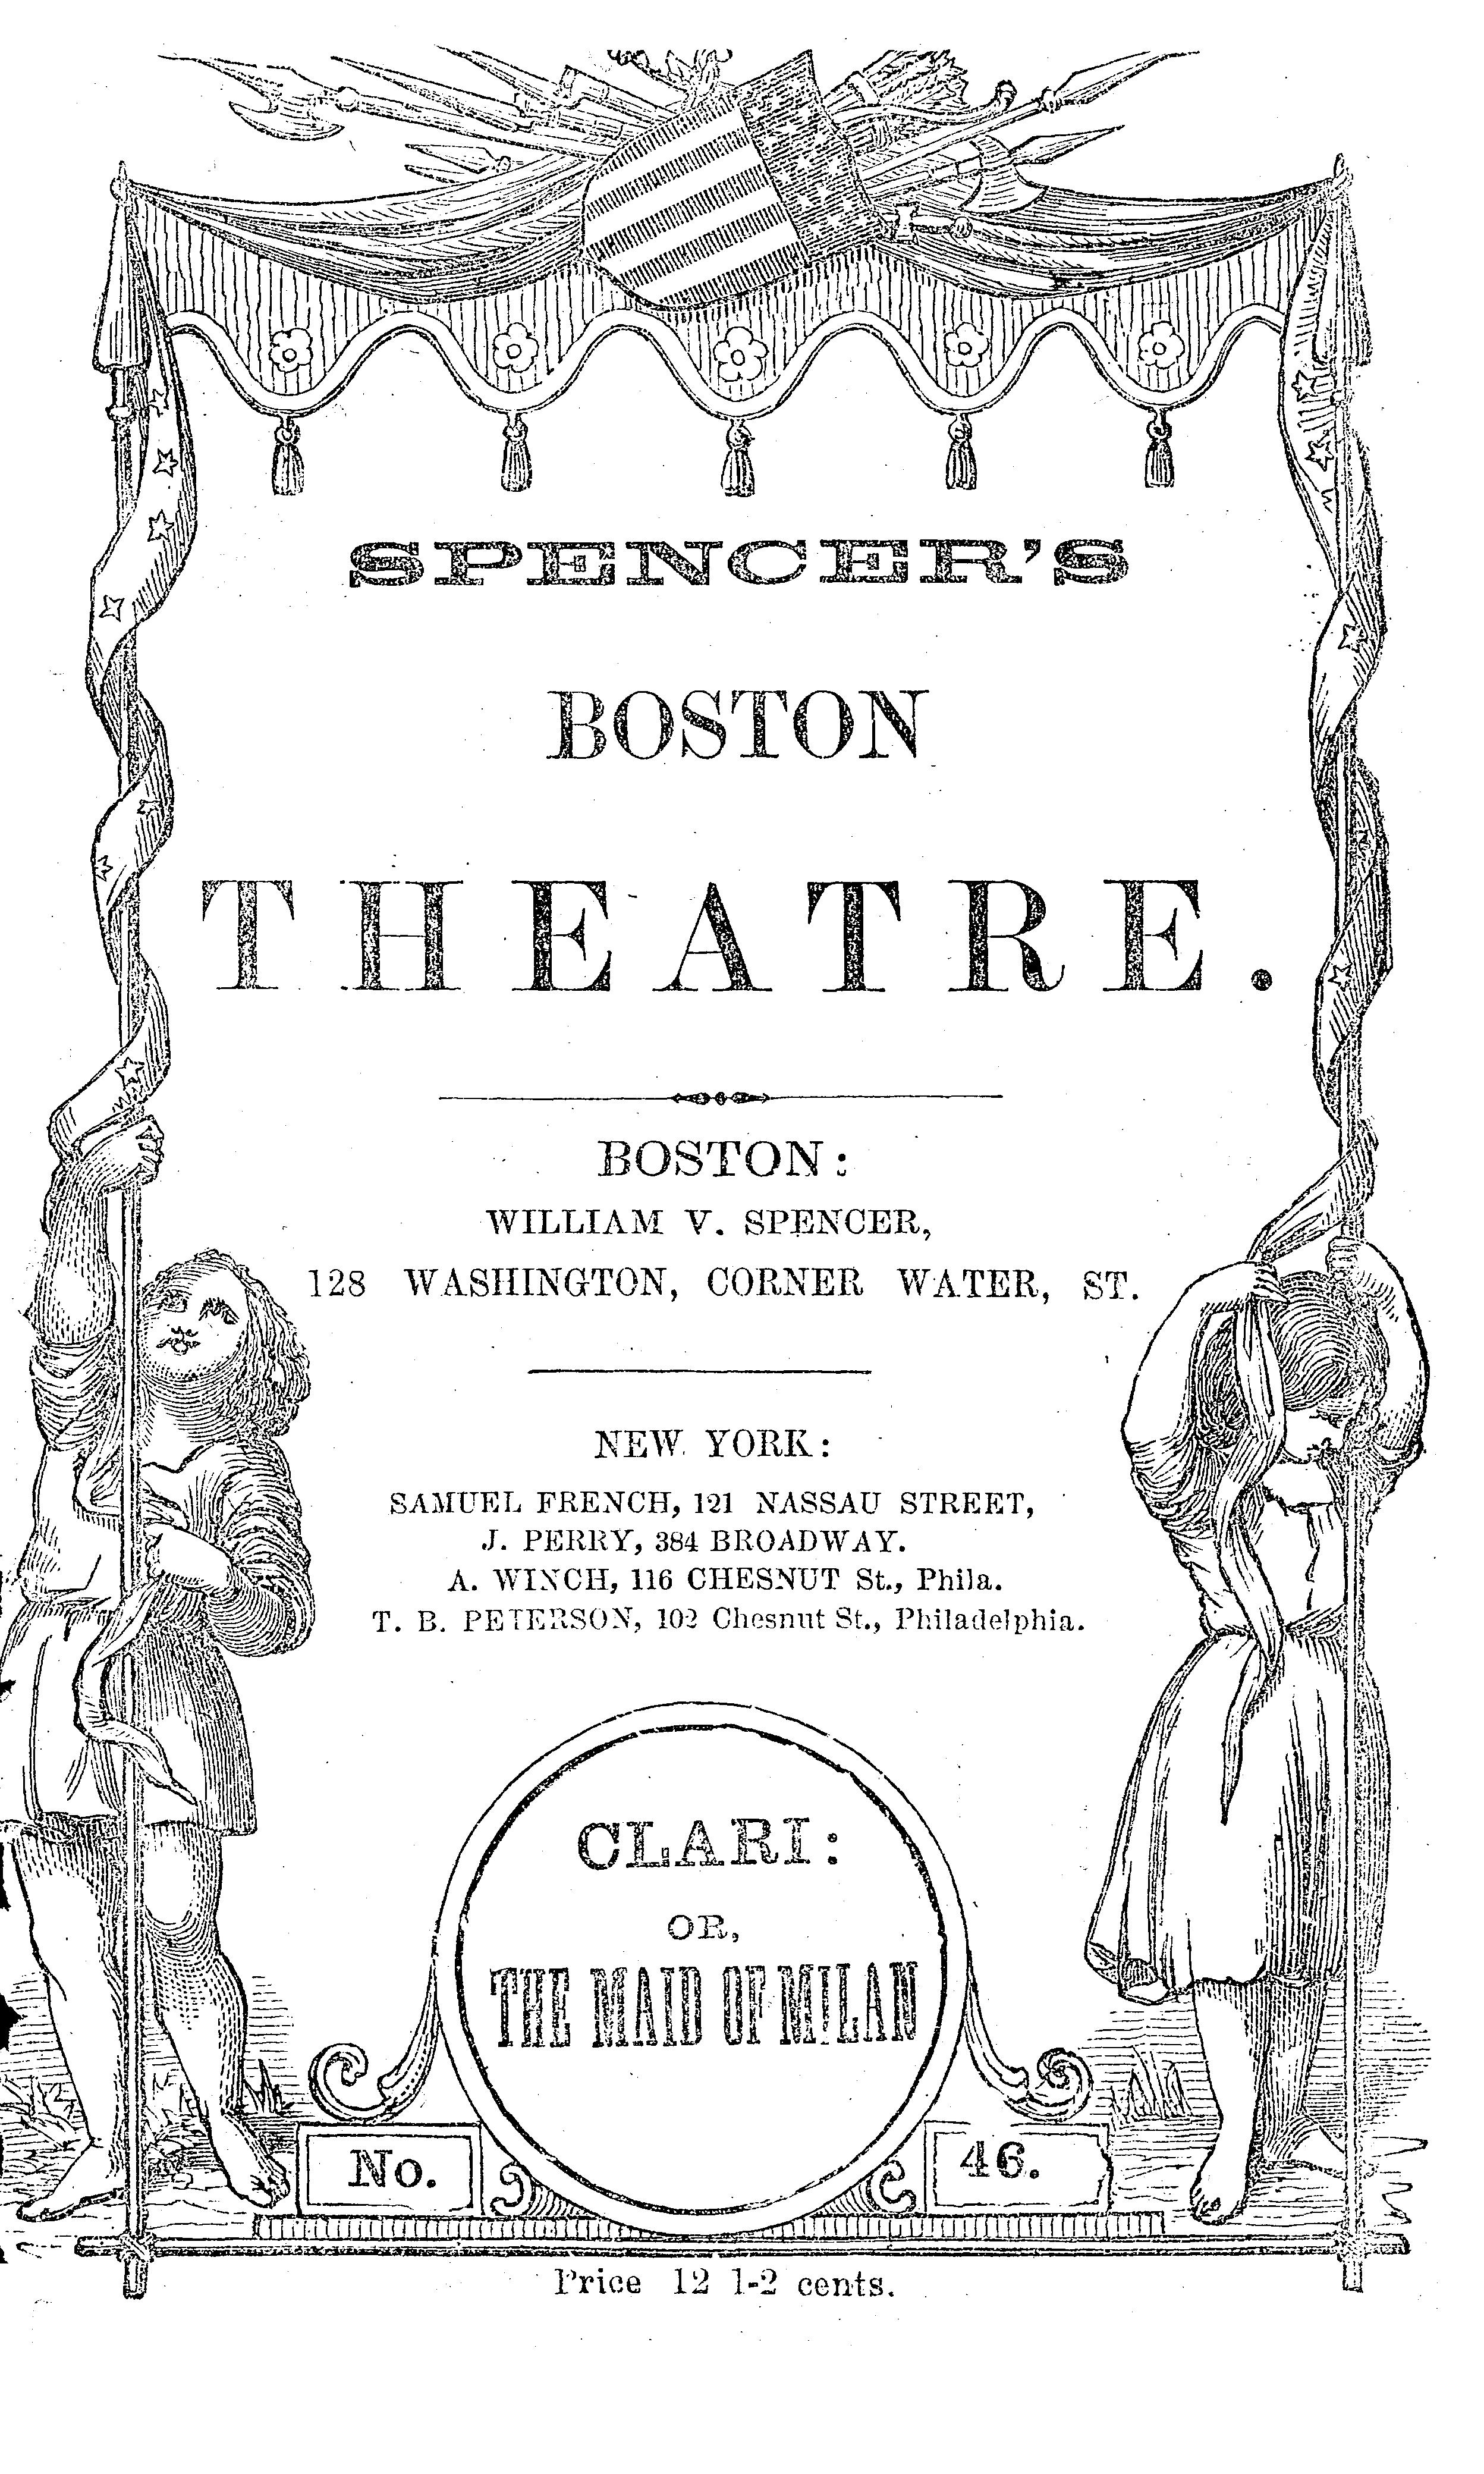 SPENCER'S
BOSTON
THEATRE.
BOSTON:
WILLIAM V. SPENCER,
128 WASHINGTON, CORNER WATER, ST.
NEW YORK:
SAMUEL FRENCH, 121 NASSAU STREET,
J. PERRY, 384 BROADWAY.
A. WINCH, 116 CHESNUT St., Phila.
T. B. PETERSON, 102 Chesnut St., Philadelphia.
CLARI:
OR,
THE MAID OF MILAN
No. 46.
Price 12 1-2 cents.